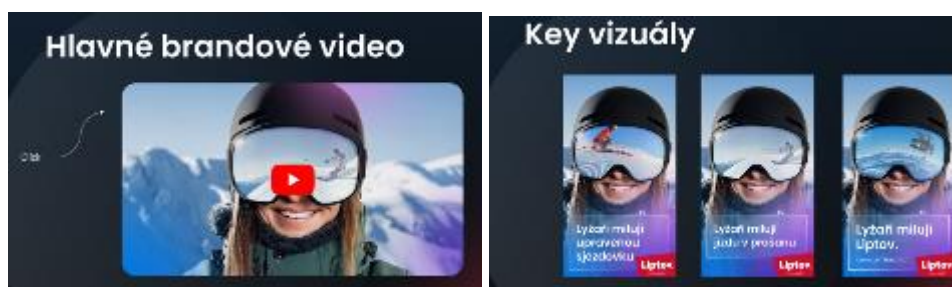 Hlavné brandové video
Key vizuály
Lyžaři milují
upravenou
sjezdovku
Liptov
Lyžaři milují
jízdu v prašanu
Liptov
Lyžaři milují
Liptov.
Liptov